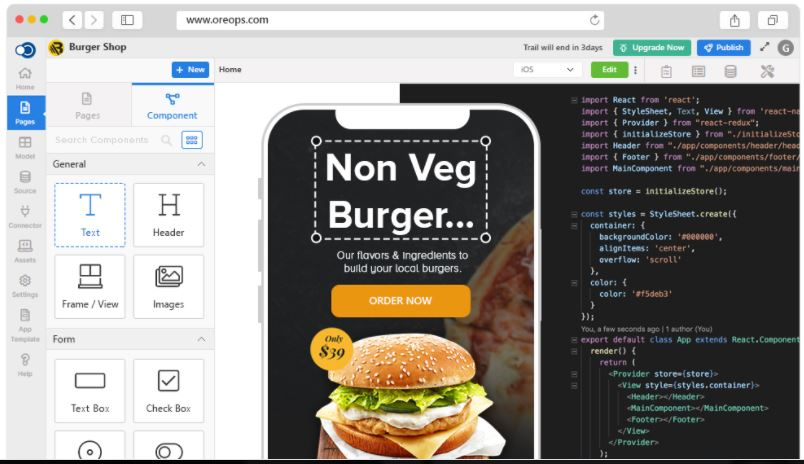 www.oreops.com
Burger Shop
Trail will end in 3days
Upgrade Now
Publish
G
Home
Pages
Model
Source
Connector
Assets
Settings
App
Template
Help
+ New
Pages
Component
Search Components
General
Text
Header
Frame / View
Images
Form
Text Box
Check Box
Home
iOS
Edit
Non Veg
Burger...
Our flavors & Ingredients to
build your local burgers.
ORDER NOW
Only
$39
import React from 'react';
import { StyleSheet, Text, View } from 'react-na
import { Provider } from "react-redux";
import { initializeStore } from "./initializeSto
import Header from "./app/components/header/head
import { Footer } from "./app/components/footer/
import MainComponent from "./app/components/main
const store = initializeStore();
const styles = StyleSheet.create({
container: {
backgroundColor: '#000000',
alignItems: 'center',
overflow: 'scroll'
},
color: {
color: '#f5deb3'
}
});
You, a few seconds ago | 1 author (You)
export default class App extends React.Component
render() {
return (
<Provider store={store}>
<View style={styles.container}>
<Header></Header>
<MainComponent></MainComponent>
<Footer></Footer>
</View>
</Provider>
);